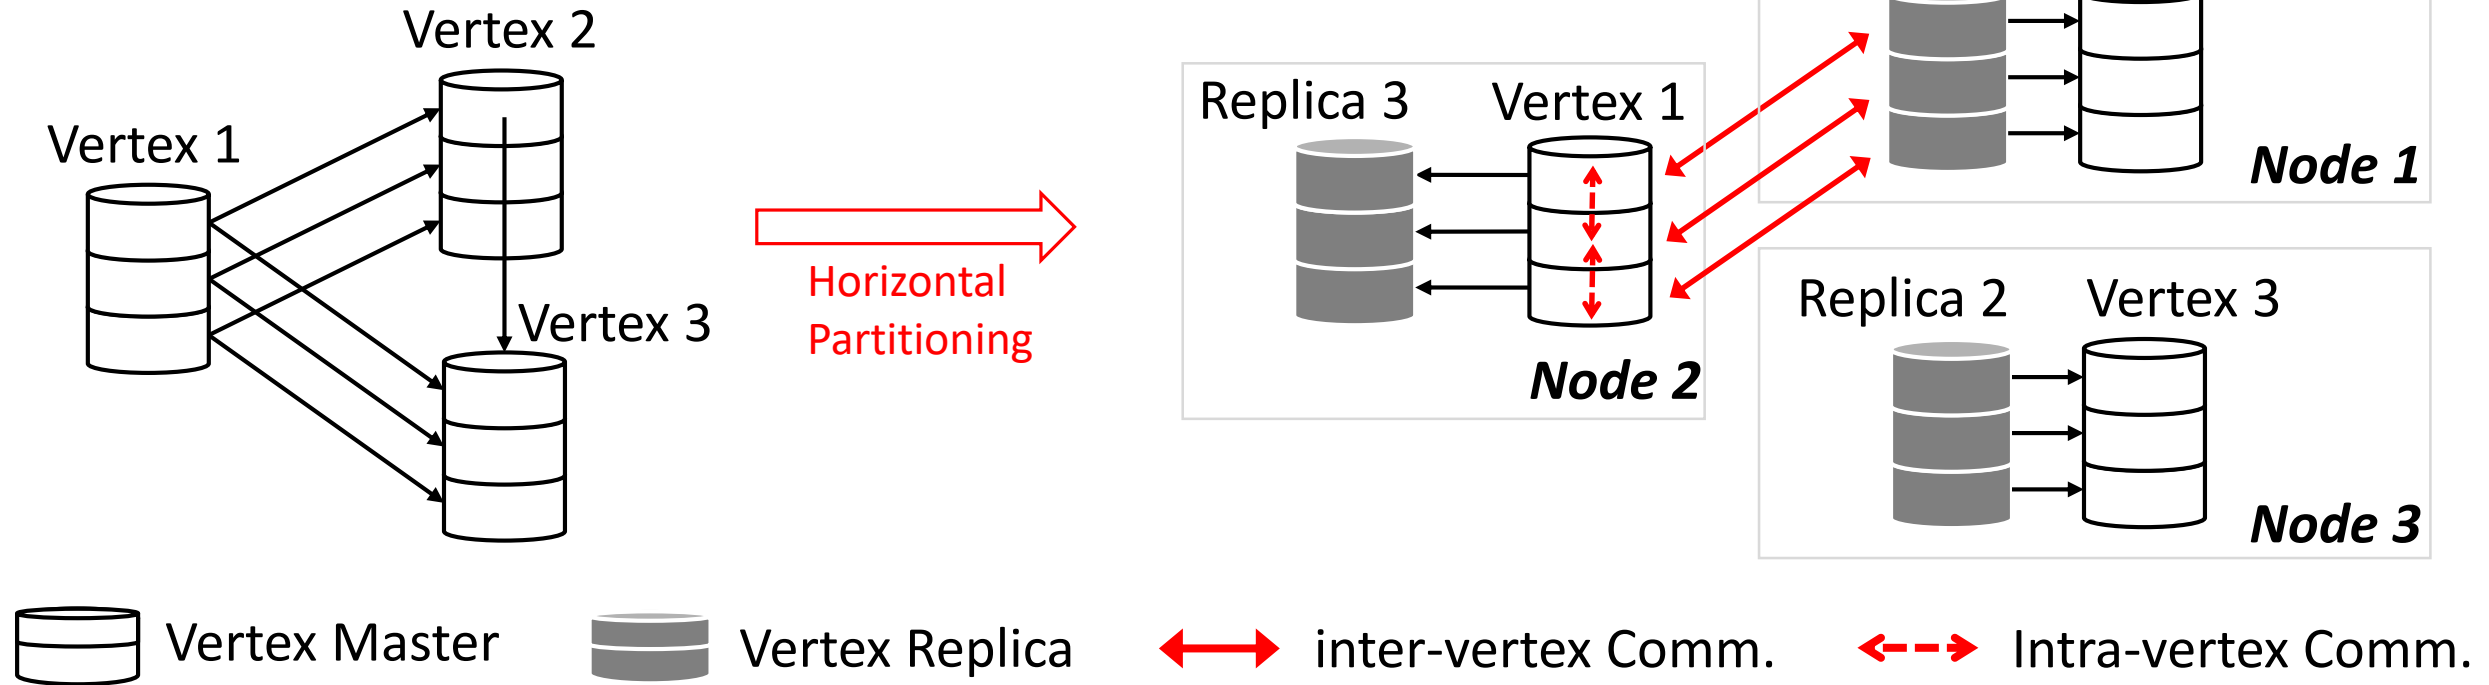 Vertex 2
Vertex 1
Vertex 3
Horizontal
Partitioning
Replica 3
Vertex 1
Node 2
Node 1
Replica 2
Vertex 3
Node 3
Vertex Master
Vertex Replica
inter-vertex Comm.
Intra-vertex Comm.